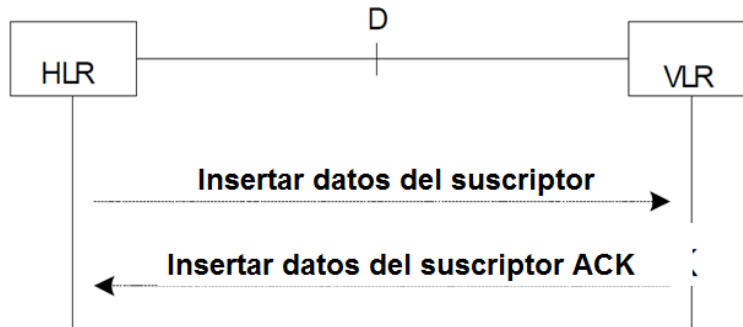 D
HLR
VLR
Insertar datos del suscriptor
Insertar datos del suscriptor ACK